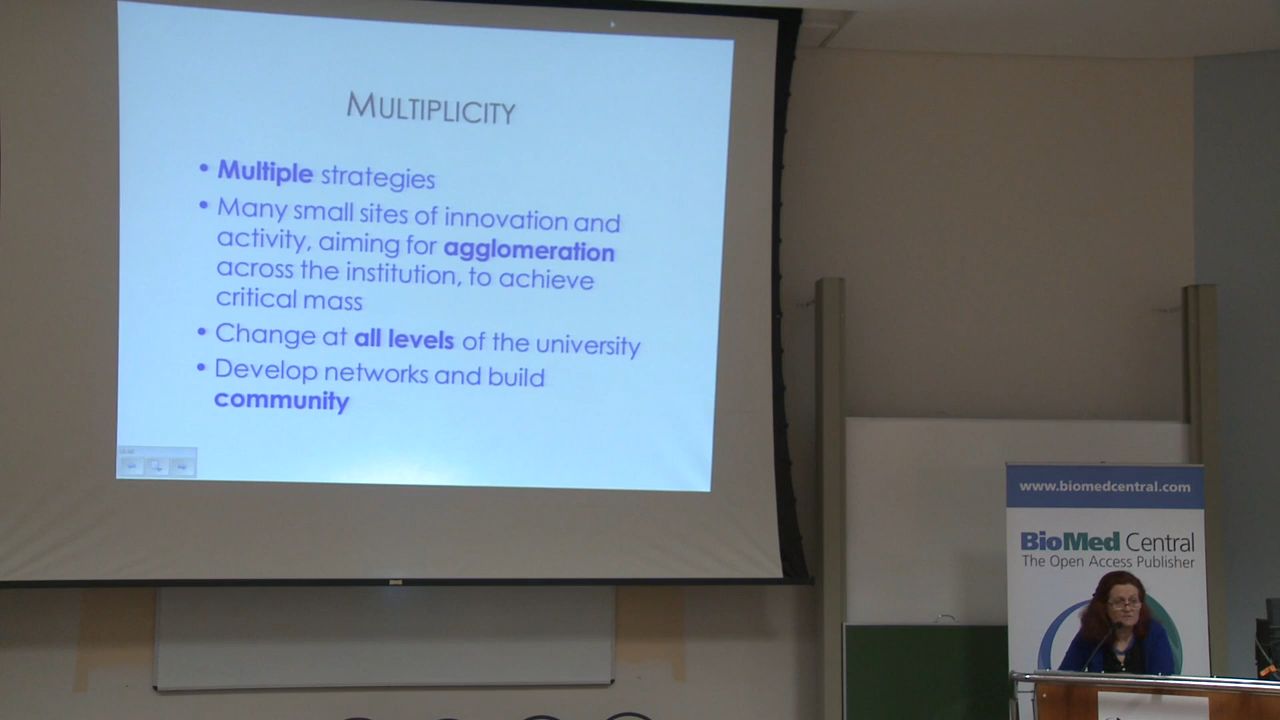 MULTIPLICITY
• Multiple strategies
• Many small sites of innovation and
activity, aiming for agglomeration
across the institution, to achieve
critical mass
• Change at all levels of the university
• Develop networks and build
community
www.biomedcentral.com
BioMed Central
The Open Access Publisher